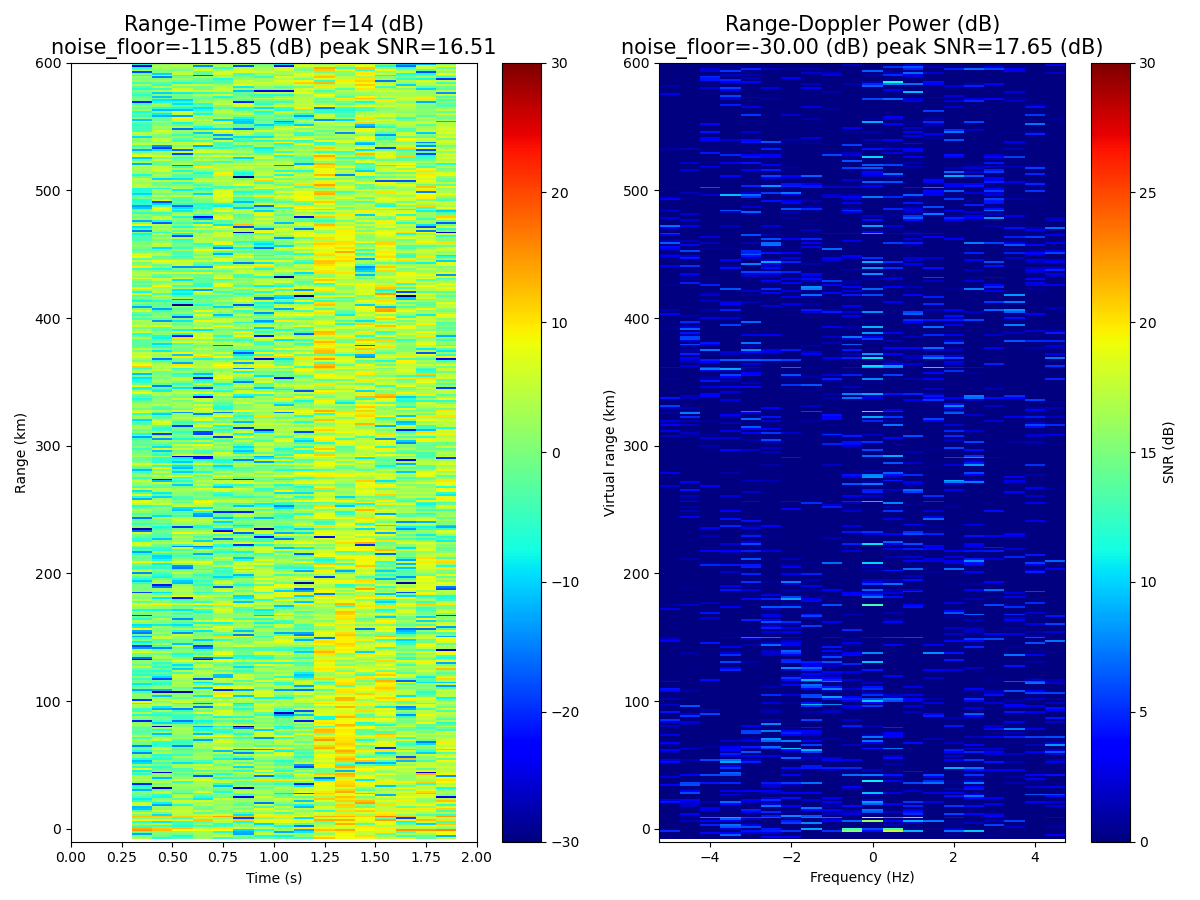 Range-Time Power f=14 (dB)
noise_floor=-115.85 (dB) peak SNR=16.51
Range (km)
600
500
400
300
200
100
0
0.00 0.25 0.50 0.75 1.00 1.25 1.50 1.75 2.00
Time (s)
30
20
10
0
−10
−20
−30
Range-Doppler Power (dB)
noise_floor=-30.00 (dB) peak SNR=17.65 (dB)
Virtual range (km)
600
500
400
300
200
100
0
−4 −2 0 2 4
Frequency (Hz)
30
25
20
15
10
5
0
SNR (dB)